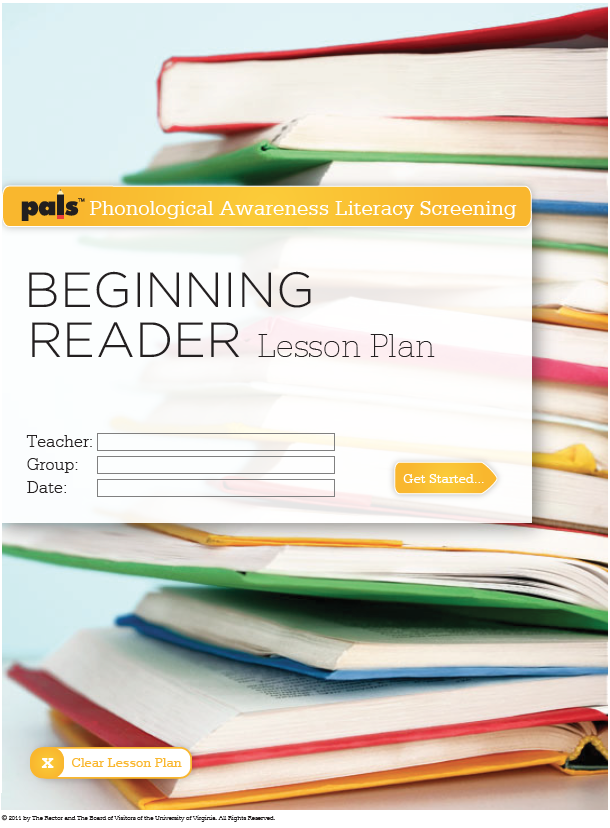 pals™ Phonological Awareness Literacy Screening
BEGINNING
READER Lesson Plan
Teacher:
Group:
Date:
Get Started...
x Clear Lesson Plan
© 2011 by The Rector and The Board of Visitors of the University of Virginia. All Rights Reserved.